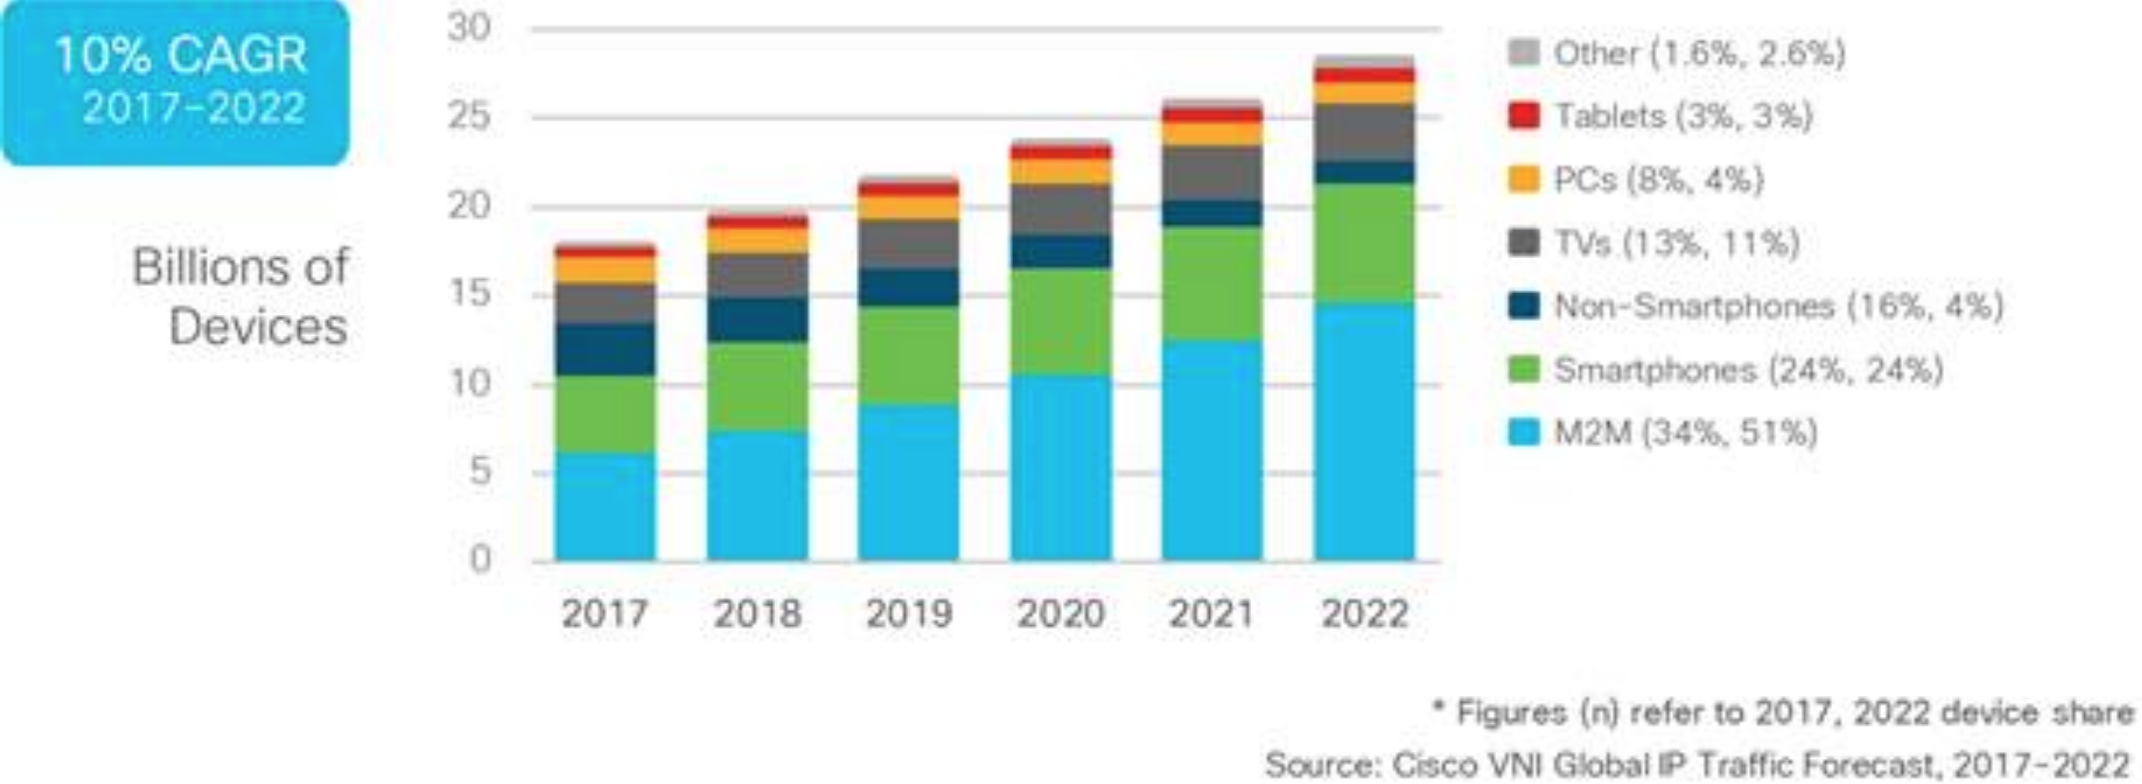 10% CAGR
2017-2022
Billions of
Devices
30
25
20
15
10
5
0
2017 2018 2019 2020 2021 2022
Other (1.6%, 2.6%)
Tablets (3%, 3%)
PCs (8%, 4%)
TVs (13%, 11%)
Non-Smartphones (16%, 4%)
Smartphones (24%, 24%)
M2M (34%, 51%)
* Figures (n) refer to 2017, 2022 device share
Source: Cisco VNI Global IP Traffic Forecast, 2017-2022